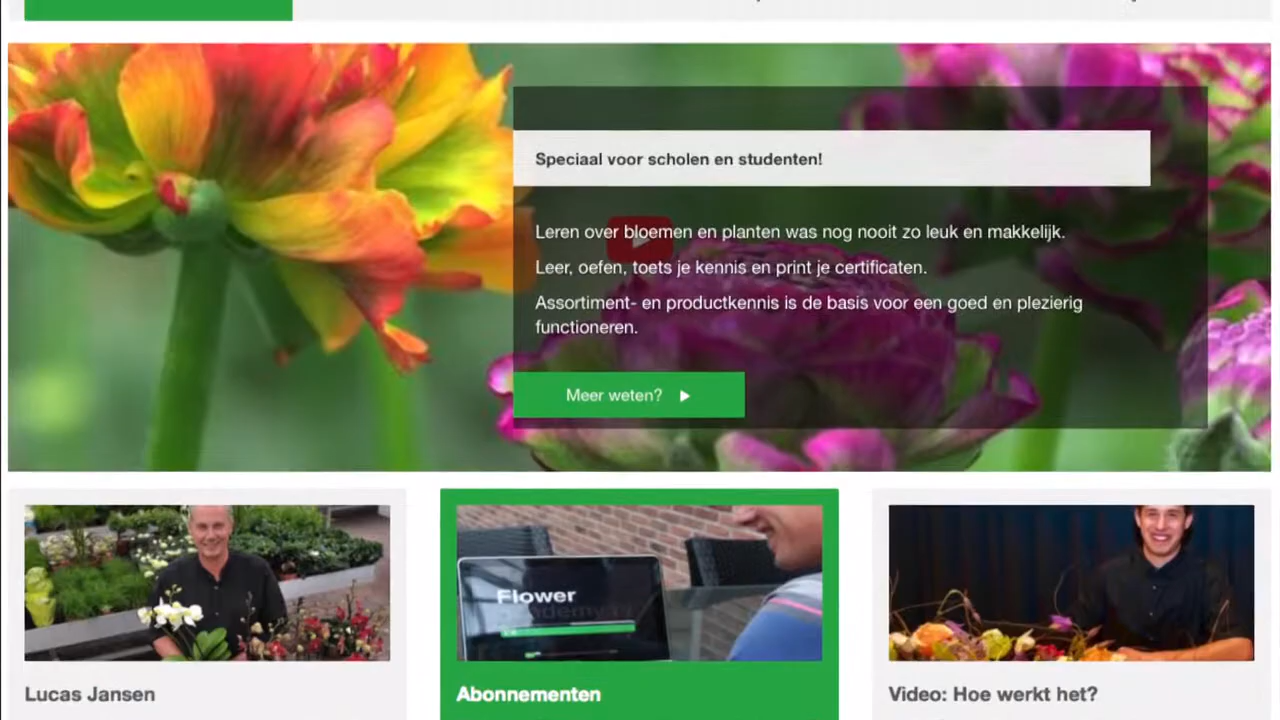 Speciaal voor scholen en studenten!
Leren over bloemen en planten was nog nooit zo leuk en makkelijk.
Leer, oefen, toets je kennis en print je certificaten.
Assortiment- en productkennis is de basis voor een goed en plezierig
functioneren.
Meer weten?
Flower
Lucas Jansen
Abonnementen
Video: Hoe werkt het?